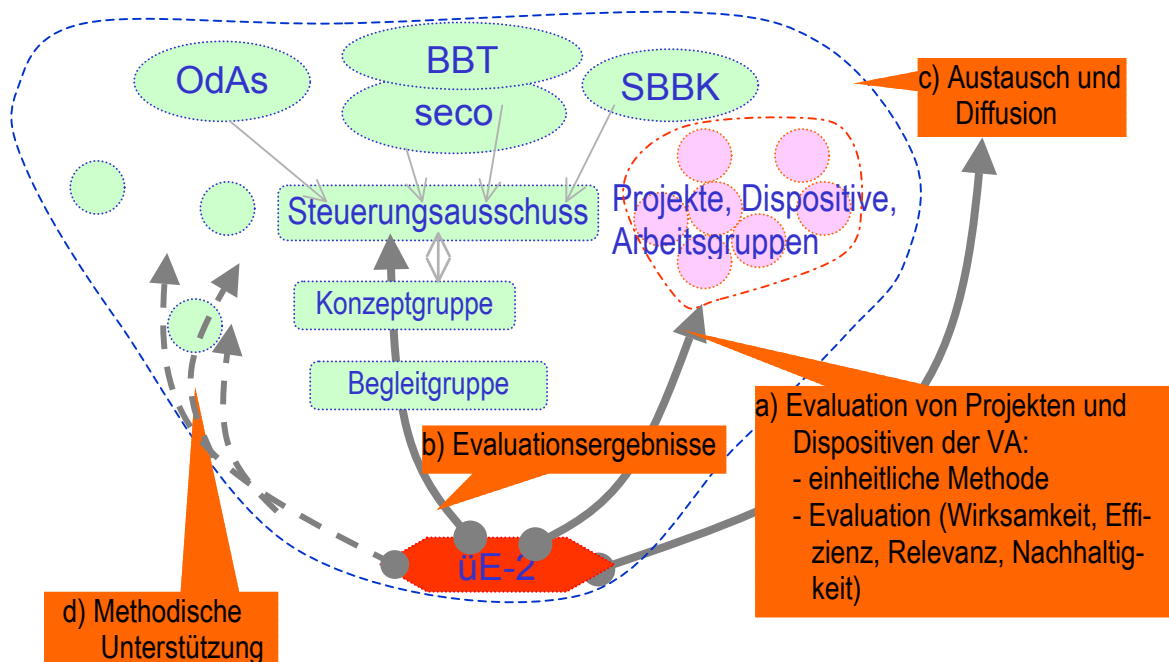 OdAs
BBT
seco
SBBK
c) Austausch und
Diffusion
Steuerungsausschuss
Projekte, Dispositive,
Arbeitsgruppen
Konzeptgruppe
Begleitgruppe
b) Evaluationsergebnisse
a) Evaluation von Projekten und
Dispositiven der VA:
- einheitliche Methode
- Evaluation (Wirksamkeit, Effi-
zienz, Relevanz, Nachhaltig-
keit)
üE-2
d) Methodische
Unterstützung